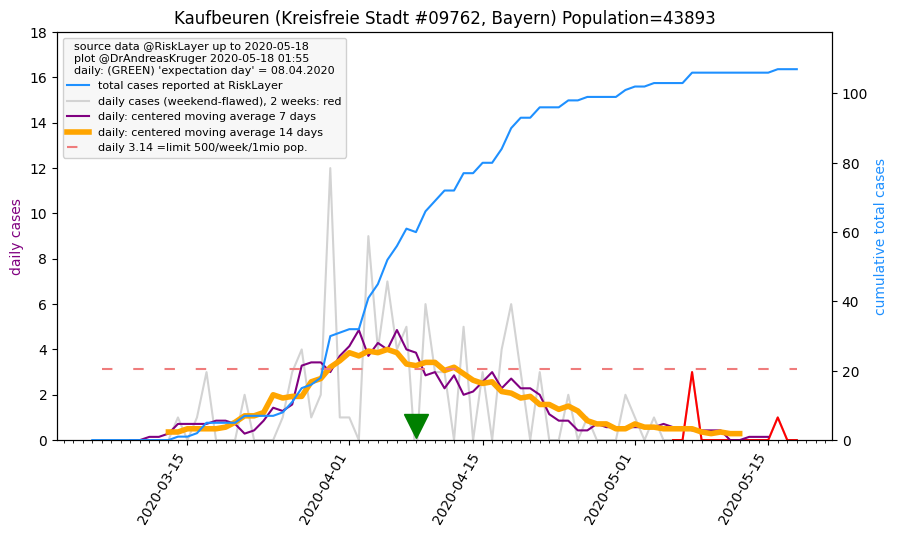 Kaufbeuren (Kreisfreie Stadt #09762, Bayern) Population=43893
source data @RiskLayer up to 2020-05-18
plot @DrAndreasKruger 2020-05-18 01:55
daily: (GREEN) 'expectation day' = 08.04.2020
total cases reported at RiskLayer
daily cases (weekend-flawed), 2 weeks: red
daily: centered moving average 7 days
daily: centered moving average 14 days
daily 3.14 =limit 500/week/1mio pop.
daily cases
18
16
14
12
10
8
6
4
2
0
cumulative total cases
100
80
60
40
20
0
2020-03-15
2020-04-01
2020-04-15
2020-05-01
2020-05-15